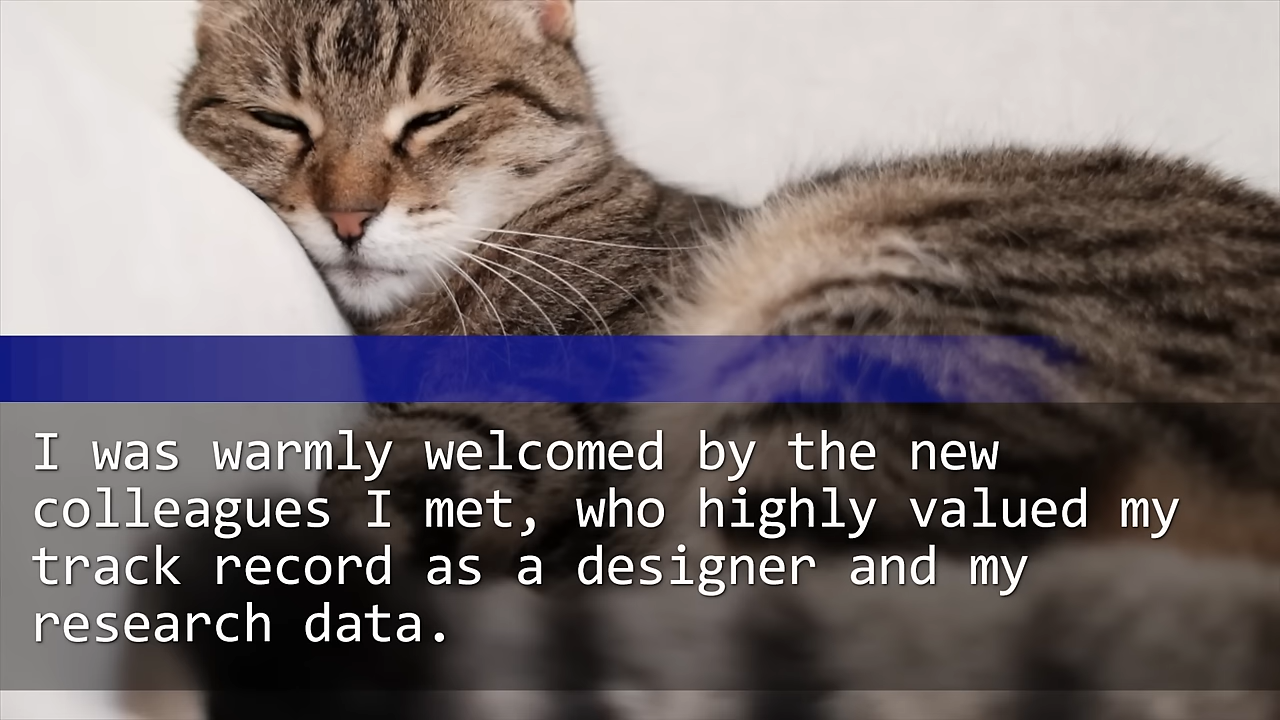 I was warmly welcomed by the new
colleagues I met, who highly valued my
track record as a designer and my
research data.